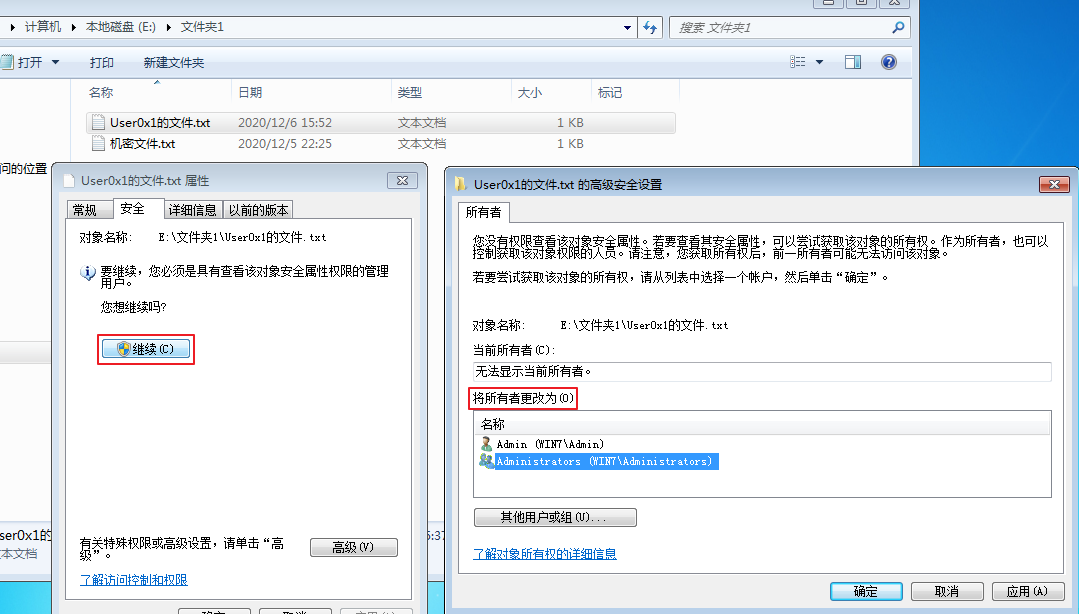 计算机 ▸ 本地磁盘 (E:) ▸ 文件夹1
搜索 文件夹1
打开 打印 新建文件夹
名称 日期 类型 大小 标记
User0x1的文件.txt 2020/12/6 15:52 文本文档 1 KB
机密文件.txt 2020/12/5 22:25 文本文档 1 KB
问的位置
User0x1的文件.txt 属性
常规 安全 详细信息 以前的版本
对象名称: E:\文件夹1\User0x1的文件.txt
要继续，您必须是具有查看该对象安全属性权限的管理
用户。
您想继续吗?
继续(C)
有关特殊权限或高级设置，请单击“高
级”。
高级(V)
了解访问控制和权限
ser0x1的
本文档
5:37
User0x1的文件.txt 的高级安全设置
所有者
您没有权限查看该对象安全属性。若要查看其安全属性，可以尝试获取该对象的所有权。作为所有者，也可以
控制获取该对象权限的人员。请注意，您获取所有权后，前一所有者可能无法访问该对象。
若要尝试获取该对象的所有权，请从列表中选择一个帐户，然后单击“确定”。
对象名称: E:\文件夹1\User0x1的文件.txt
当前所有者(C):
无法显示当前所有者。
将所有者更改为(O)
名称
Admin (WIN7\Admin)
Administrators (WIN7\Administrators)
其他用户或组(U)...
了解对象所有权的详细信息
确定 取消 应用(A)